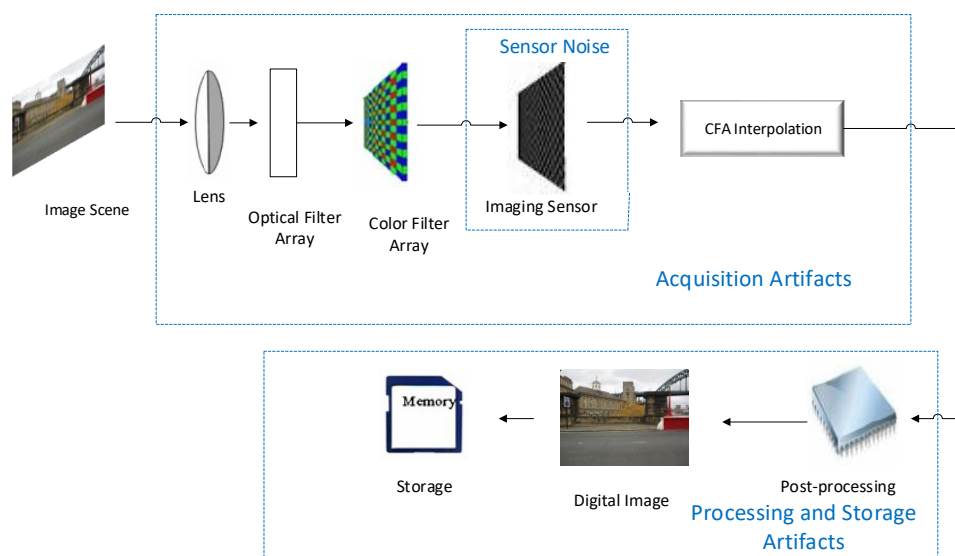 Sensor Noise
CFA Interpolation
Lens
Imaging Sensor
Image Scene
Optical Filter
Array
Color Filter
Array
Acquisition Artifacts
Memory
Storage
Digital Image
Post-processing
Processing and Storage
Artifacts